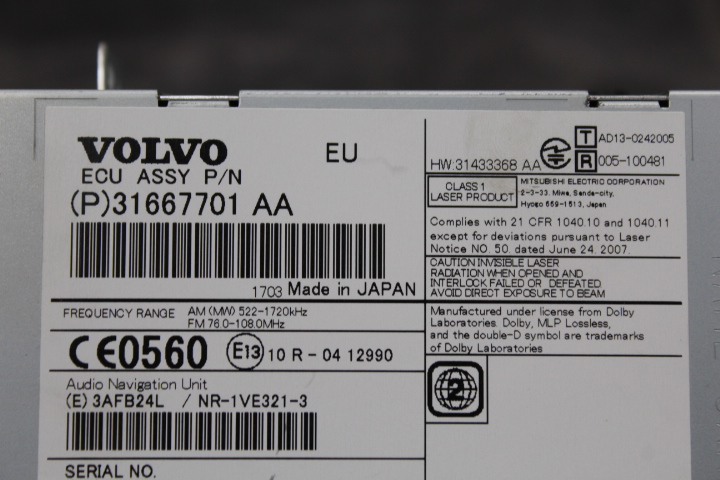 VOLVO EU
ECU ASSY P/N
(P)31667701 AA
1703 Made in JAPAN
FREQUENCY RANGE AM (MW) 522-1720kHz
FM 76.0-108.0MHz
CE0560 E13 10 R - 04 12990
Audio Navigation Unit
(E) 3AFB24L / NR-1VE321-3
SERIAL NO.
HW 31433368 AA
T AD13-0242005
R 005-100481
CLASS 1
LASER PRODUCT
MITSUBISHI ELECTRIC CORPORATION
2-3-33, Miwa, Sanda-city,
Hyogo 669-1513, Japan
Complies with 21 CFR 1040.10 and 1040.11
except for deviations pursuant to Laser
Notice NO. 50, dated June 24, 2007.
CAUTION INVISIBLE LASER
RADIATION WHEN OPENED AND
INTERLOCK FAILED OR DEFEATED
AVOID DIRECT EXPOSURE TO BEAM
Manufactured under license from Dolby
Laboratories. Dolby, MLP Lossless,
and the double-D symbol are trademarks
of Dolby Laboratories
2